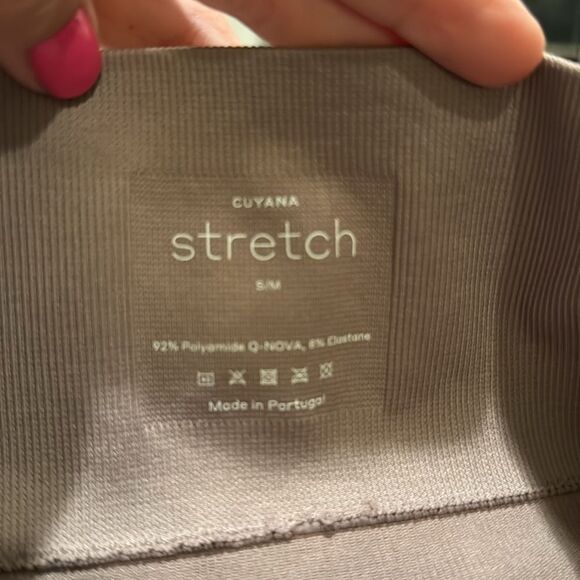 CUYANA
stretch
S/M
92% Polyamide Q-NOVA, 8% Elastane
Made in Portugal